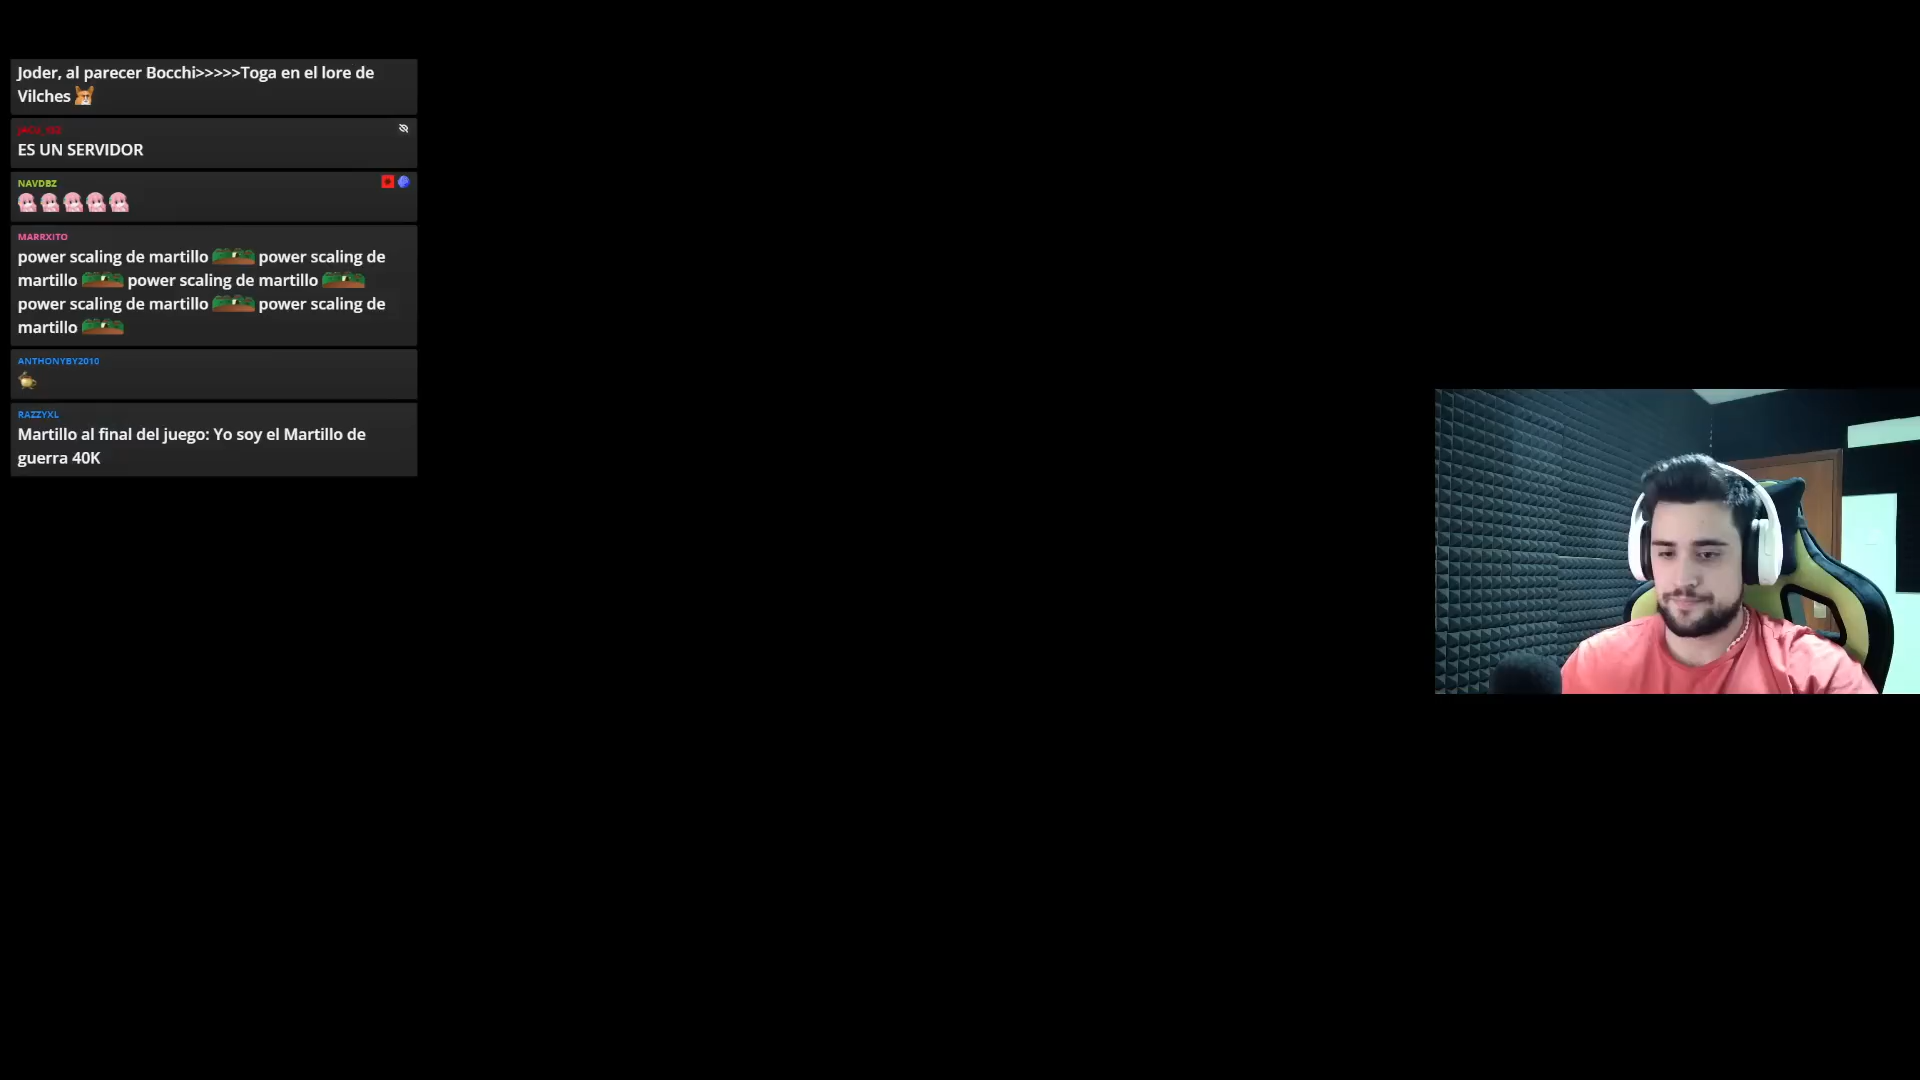 Joder, al parecer Bocchi>>>>>Toga en el lore de
Vilches
ES UN SERVIDOR
NAVDBZ
MARRXITO
power scaling de martillo power scaling de
martillo power scaling de martillo
power scaling de martillo power scaling de
martillo
ANTHONYBY2010
RAZZYXL
Martillo al final del juego: Yo soy el Martillo de
guerra 40K